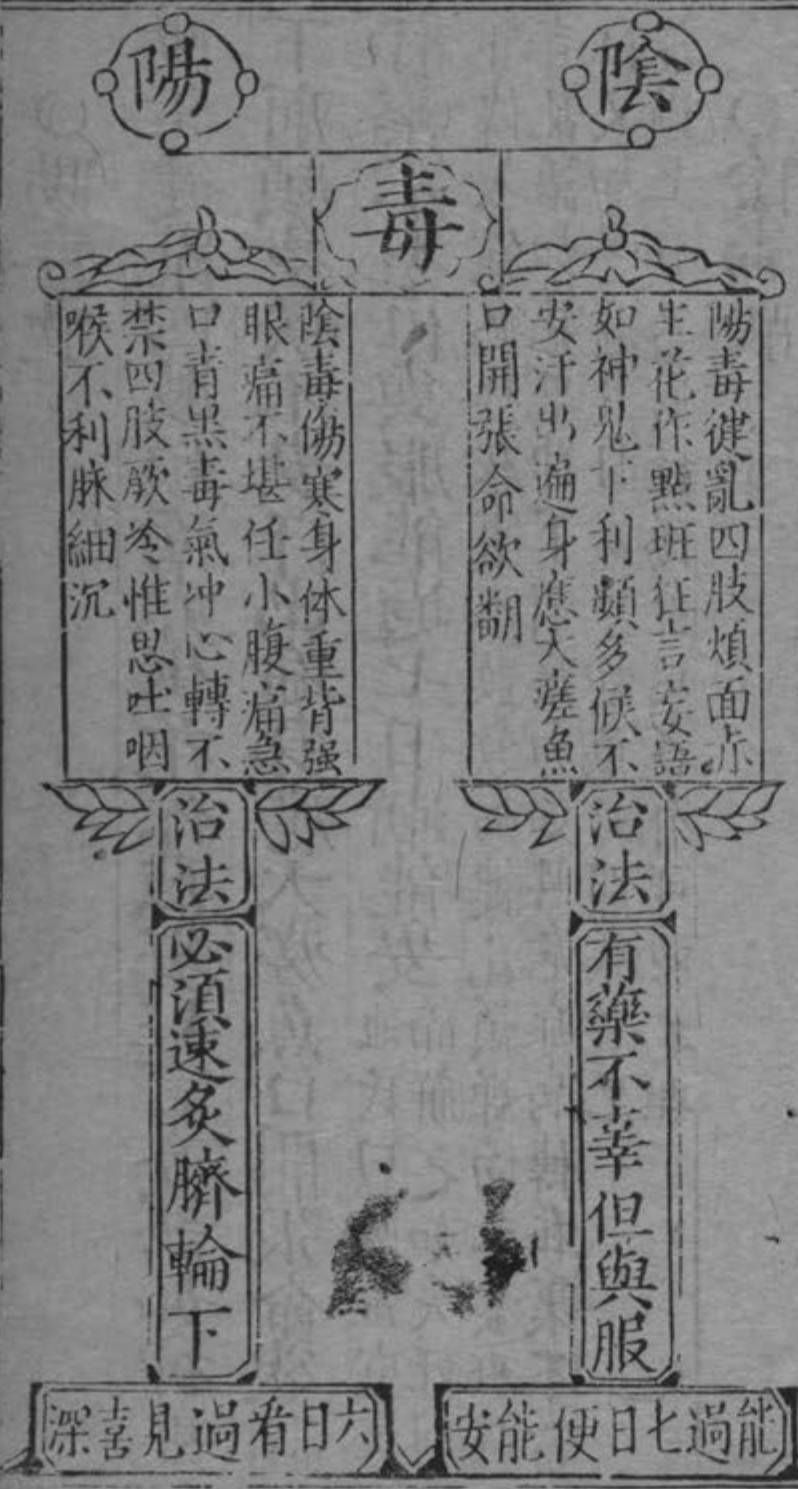 陰
陽
毒
陽毒徤亂四肢煩面赤
生花作點班狂言妄語
如神鬼下利頻多候不
安汗出遍身應大瘥魚
口開張命欲翻
治法
有藥不辜但與服
能過七日便能安
陰毒傷寒身体重背强
眼痛不堪任小腹痛急
口青黑毒氣冲心轉不
禁四肢厥冷惟思吐咽
喉不利脉細沉
治法
必須速灸臍輪下
六日看過見喜深